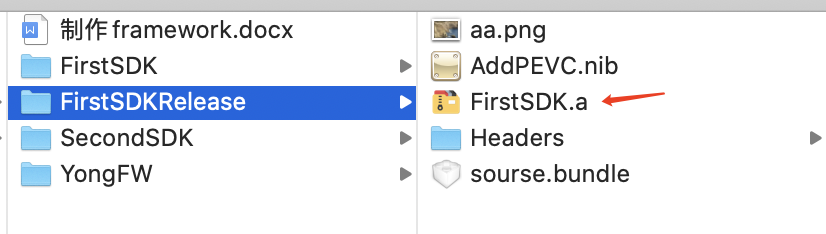 制作framework.docx
FirstSDK
FirstSDKRelease
SecondSDK
YongFW
aa.png
AddPEVC.nib
FirstSDK.a
Headers
sourse.bundle